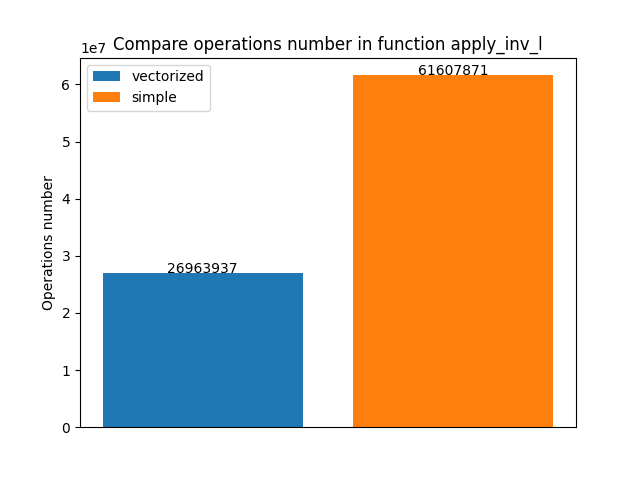 Compare operations number in function apply_inv_l
1e7
vectorized
simple
61607871
26963937
Operations number
6
5
4
3
2
1
0